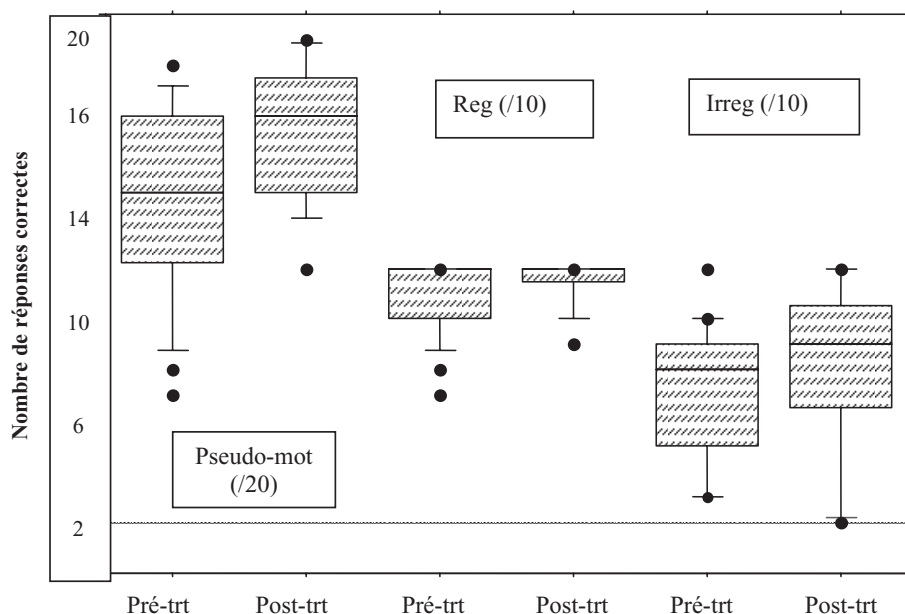 Nombre de réponses correctes
20
16
14
10
6
2
Reg (/10)
Irreg (/10)
Pseudo-mot
(/20)
Pré-trt Post-trt Pré-trt Post-trt Pré-trt Post-trt